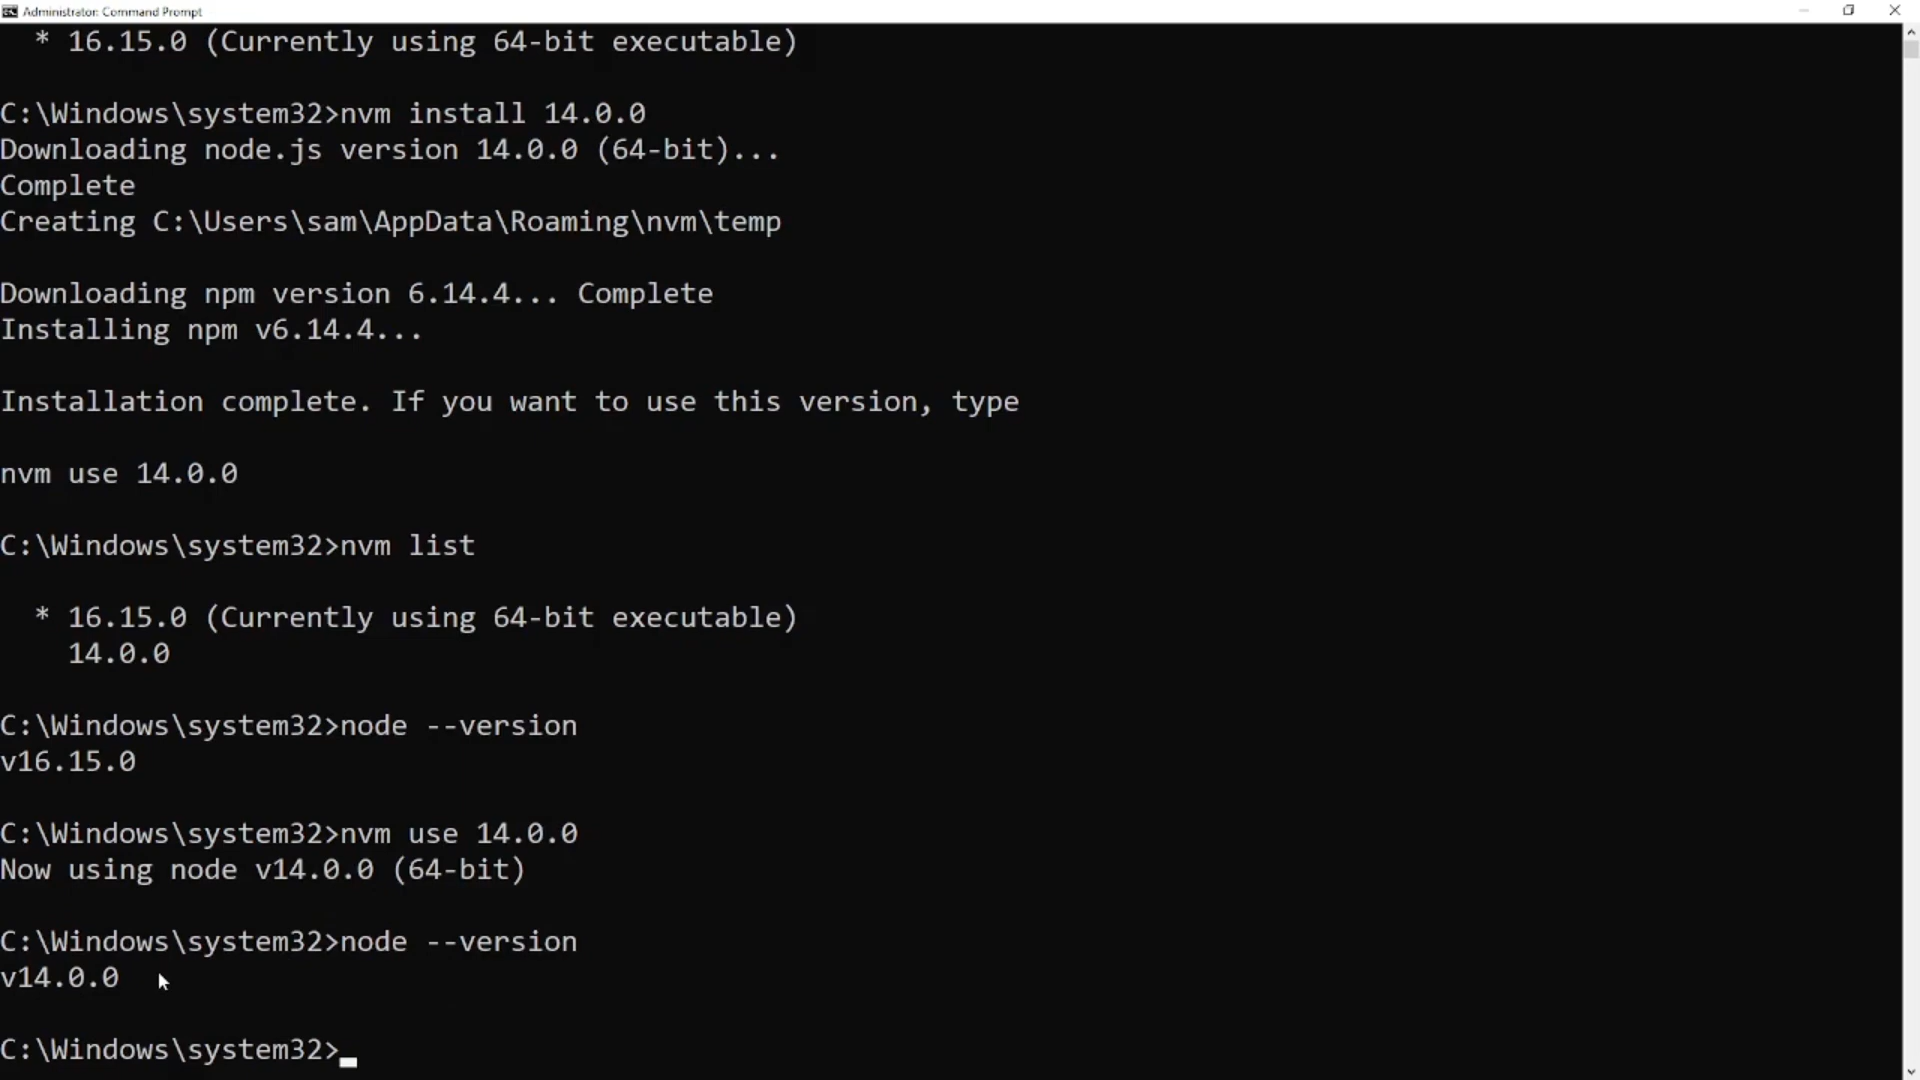 Administrator: Command Prompt
* 16.15.0 (Currently using 64-bit executable)
C:\Windows\system32>nvm install 14.0.0
Downloading node.js version 14.0.0 (64-bit)...
Complete
Creating C:\Users\sam\AppData\Roaming\nvm\temp
Downloading npm version 6.14.4... Complete
Installing npm v6.14.4...
Installation complete. If you want to use this version, type
nvm use 14.0.0
C:\Windows\system32>nvm list
* 16.15.0 (Currently using 64-bit executable)
14.0.0
C:\Windows\system32>node --version
v16.15.0
C:\Windows\system32>nvm use 14.0.0
Now using node v14.0.0 (64-bit)
C:\Windows\system32>node --version
v14.0.0
C:\Windows\system32>